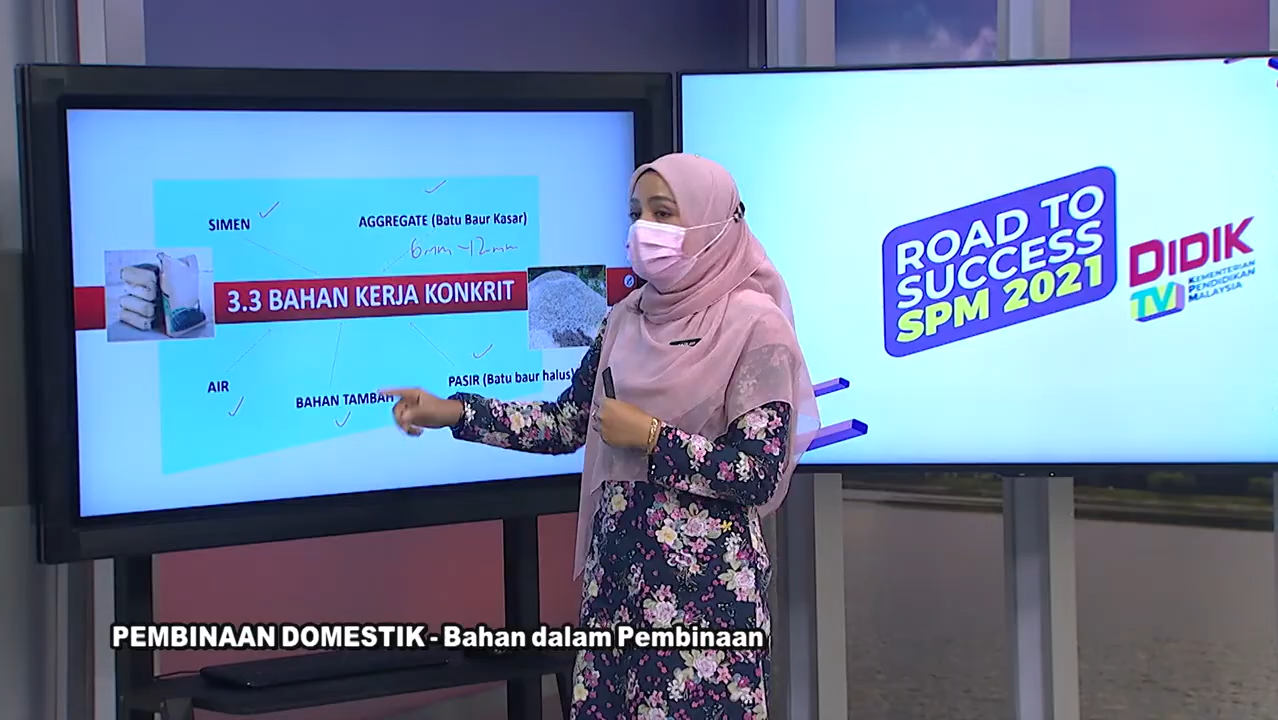 SIMEN
AGGREGATE (Batu Baur Kasar)
6mm - 12mm
3.3 BAHAN KERJA KONKRIT
AIR
BAHAN TAMBAH
PASIR (Batu baur halus)
ROAD TO
SUCCESS
SPM 2021
DIDIK
TV
KEMENTERIAN
PENDIDIKAN
MALAYSIA
PEMBINAAN DOMESTIK - Bahan dalam Pembinaan